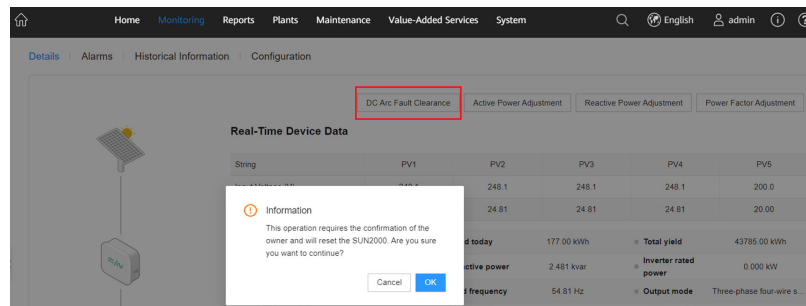 Home Monitoring Reports Plants Maintenance Value-Added Services System English admin
Details Alarms Historical Information Configuration
DC Arc Fault Clearance Active Power Adjustment Reactive Power Adjustment Power Factor Adjustment
Real-Time Device Data
String PV1 PV2 PV3 PV4 PV5
248.1 248.1 248.1 200.0
24.81 24.81 24.81 20.00
Information
This operation requires the confirmation of the
owner and will reset the SUN2000. Are you sure
you want to continue?
Cancel OK
d today 177.00 kWh Total yield 43785.00 kWh
ctive power 2.481 kvar Inverter rated power 0.000 kW
d frequency 54.81 Hz Output mode Three-phase four-wire s...